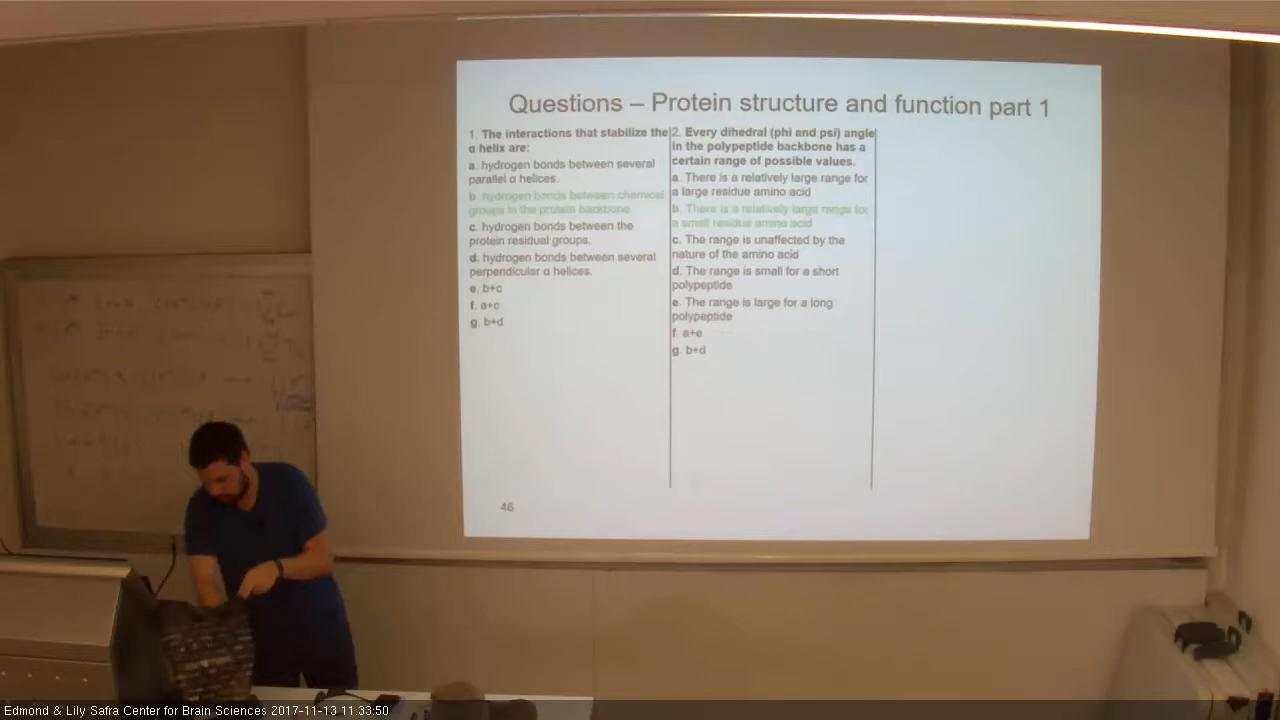 Questions – Protein structure and function part 1
1. The interactions that stabilize the
α helix are:
a. hydrogen bonds between several
parallel α helices.
b. hydrogen bonds between chemical
groups in the protein backbone.
c. hydrogen bonds between the
protein residual groups.
d. hydrogen bonds between several
perpendicular α helices.
e. b+c
f. a+c
g. b+d
2. Every dihedral (phi and psi) angle
in the polypeptide backbone has a
certain range of possible values.
a. There is a relatively large range for
a large residue amino acid
b. There is a relatively large range for
a small residue amino acid
c. The range is unaffected by the
nature of the amino acid
d. The range is small for a short
polypeptide
e. The range is large for a long
polypeptide
f. a+e
g. b+d
46
Edmond & Lily Safra Center for Brain Sciences 2017-11-13 11:33:50